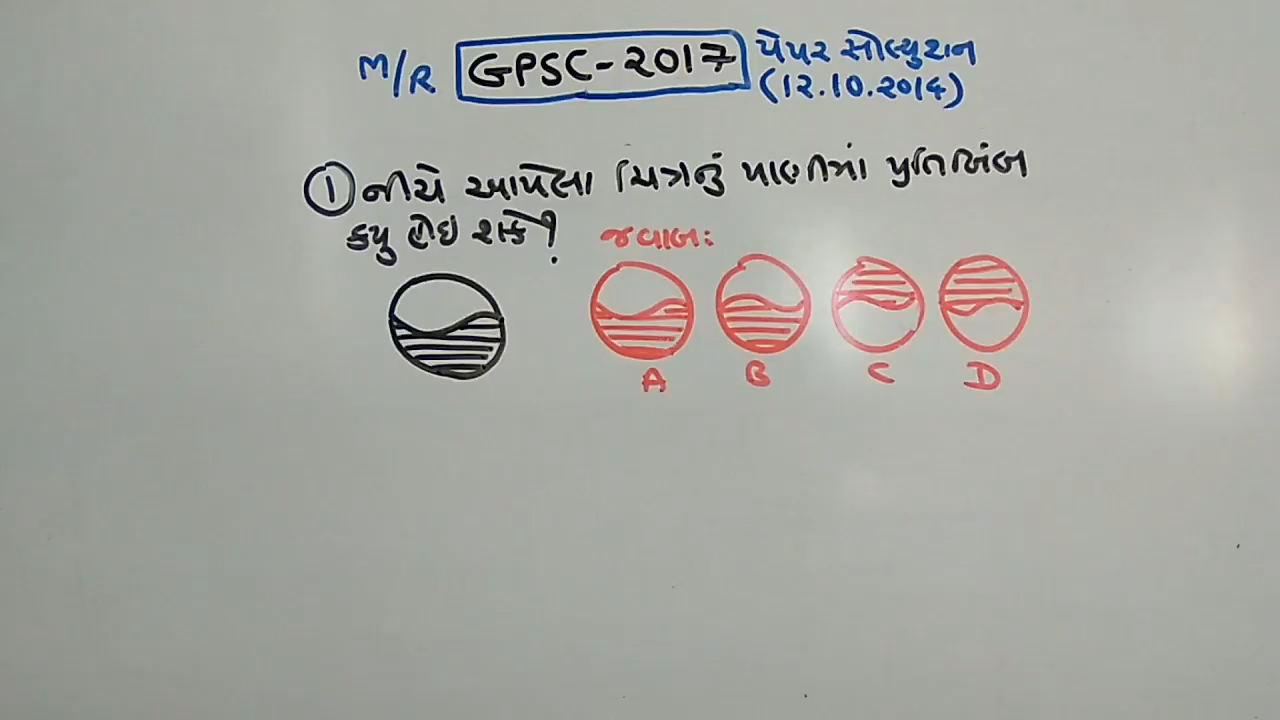 M/R GPSC-2017 પેપર સોલ્યુશન
(12.10.2014)
① નીચે આપેલા ચિત્રનું પાણીમાં પ્રતિબિંબ
કયુ હોઇ શકે?
જવાબ:
A B C D